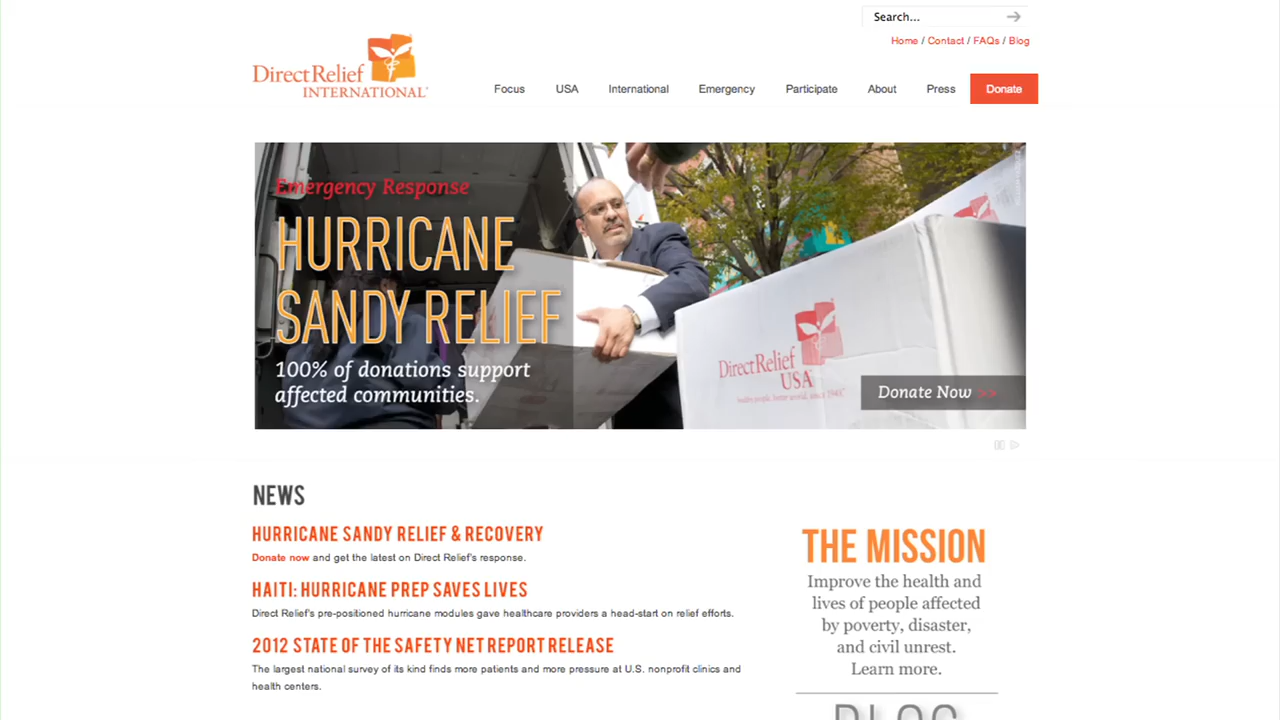 Search...
Home / Contact / FAQs / Blog
Direct Relief
INTERNATIONAL
Focus USA International Emergency Participate About Press Donate
Emergency Response
HURRICANE
SANDY RELIEF
100% of donations support
affected communities.
DirectRelief
USA
Donate Now >>
NEWS
HURRICANE SANDY RELIEF & RECOVERY
Donate now and get the latest on Direct Relief's response.
HAITI: HURRICANE PREP SAVES LIVES
Direct Relief's pre-positioned hurricane modules gave healthcare providers a head-start on relief efforts.
2012 STATE OF THE SAFETY NET REPORT RELEASE
The largest national survey of its kind finds more patients and more pressure at U.S. nonprofit clinics and
health centers.
THE MISSION
Improve the health and
lives of people affected
by poverty, disaster,
and civil unrest.
Learn more.
BLOG